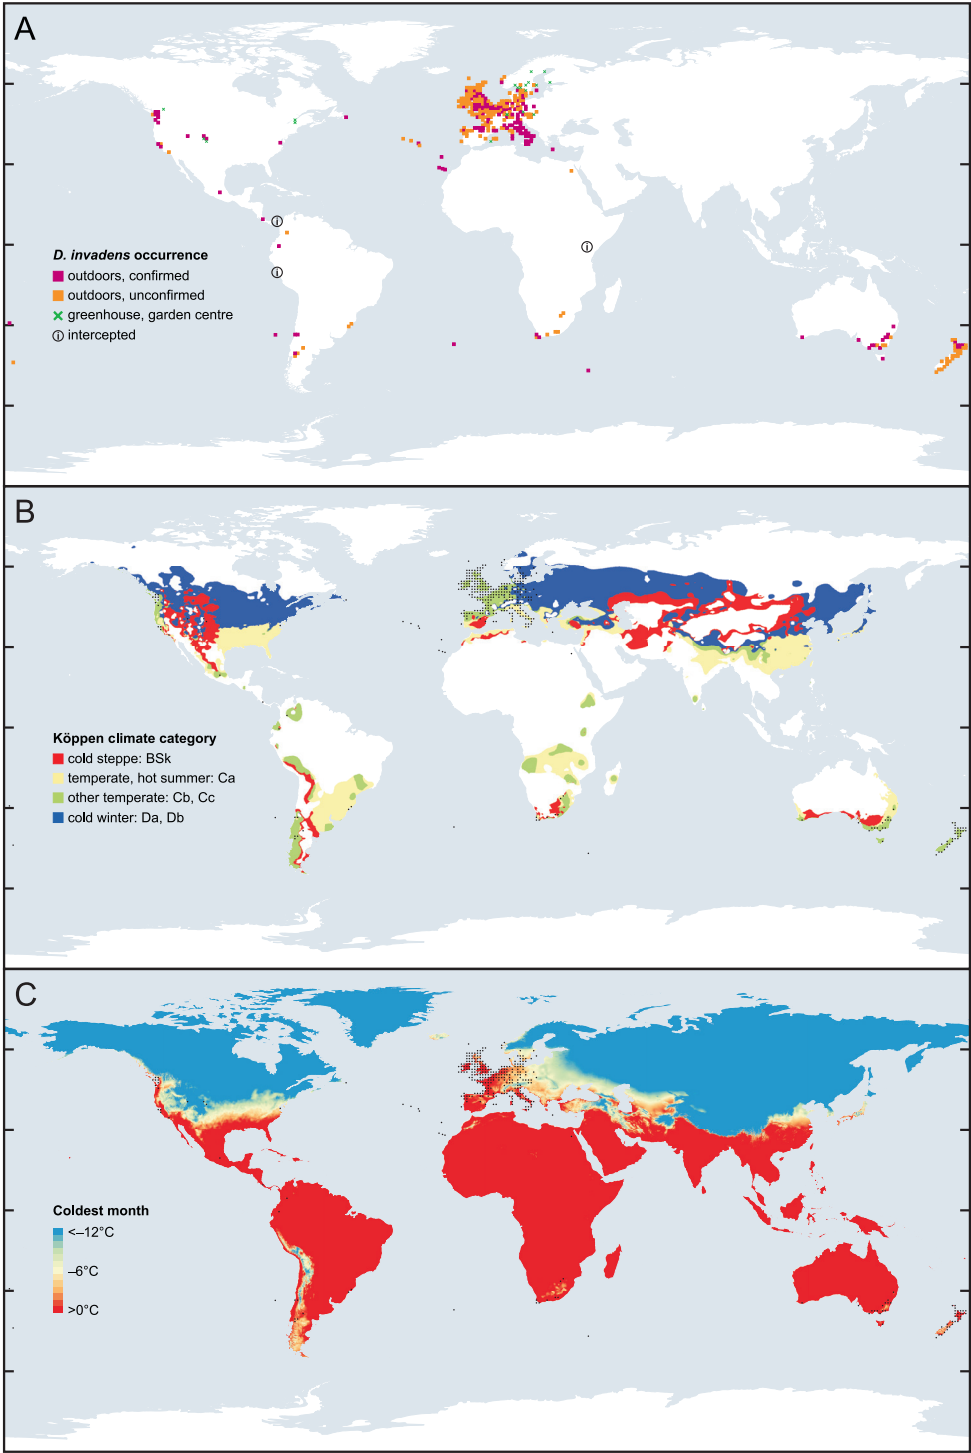 A
D. invadens occurrence
outdoors, confirmed
outdoors, unconfirmed
greenhouse, garden centre
i intercepted
i
i
i
B
Köppen climate category
cold steppe: BSk
temperate, hot summer: Ca
other temperate: Cb, Cc
cold winter: Da, Db
C
Coldest month
<–12°C
–6°C
>0°C